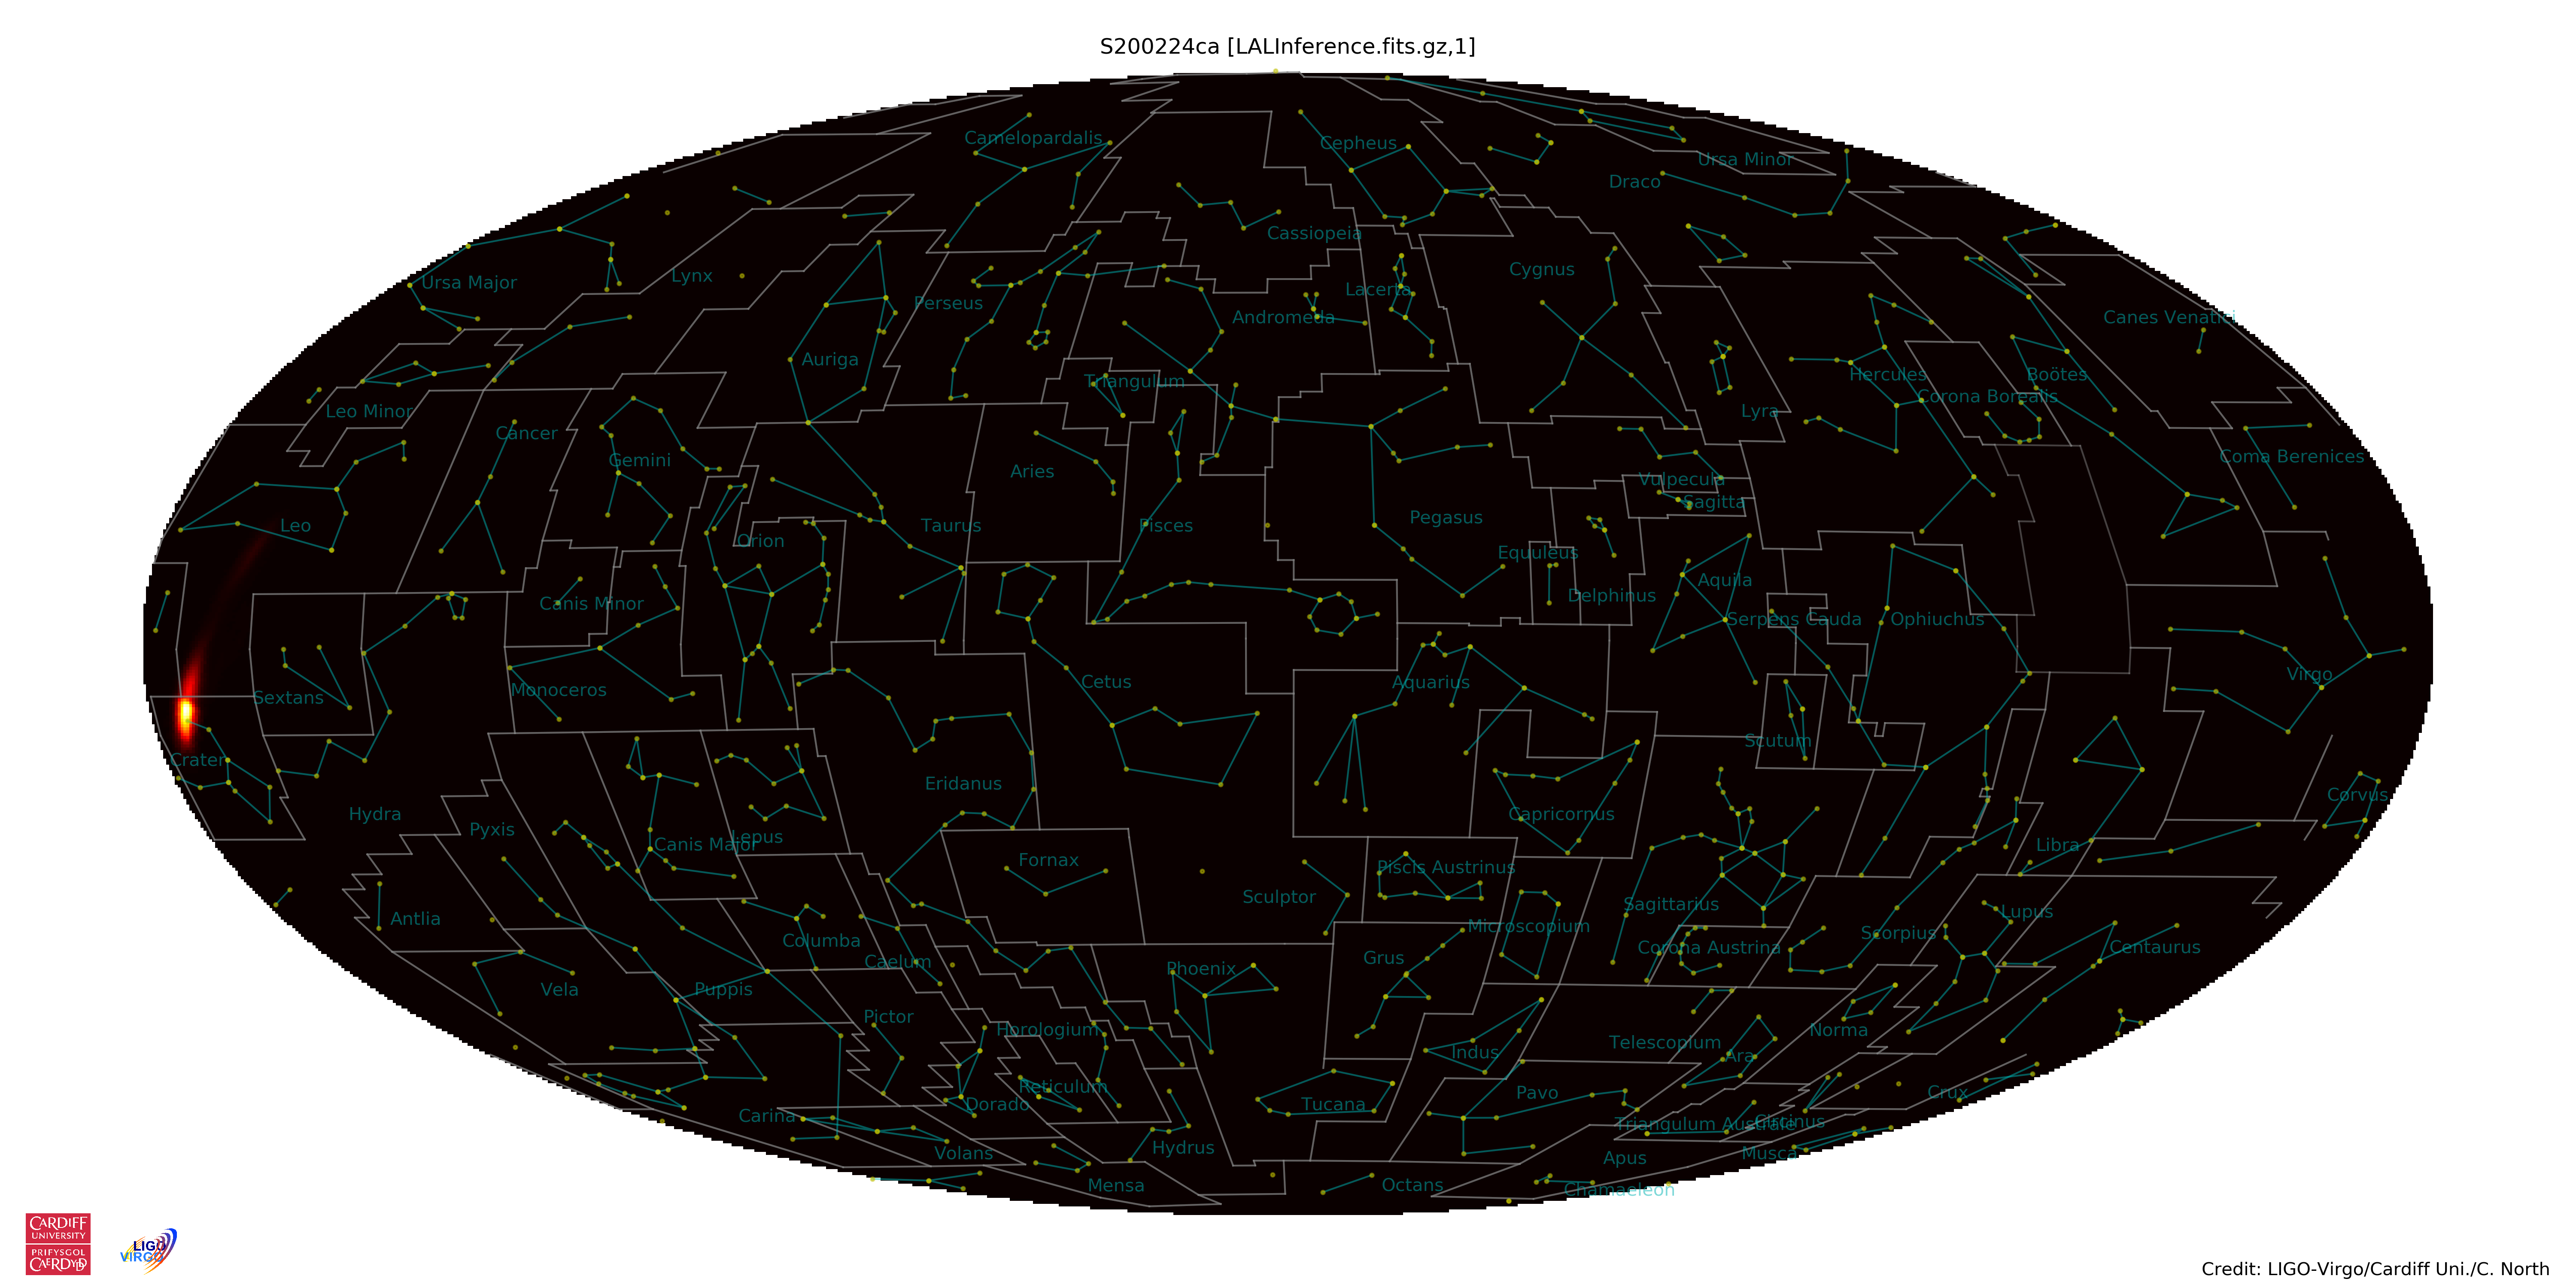 S200224ca [LALInference.fits.gz,1]
Camelopardalis
Cepheus
Ursa Minor
Draco
Cassiopeia
Ursa Major
Lynx
Cygnus
Perseus
Lacerta
Andromeda
Canes Venatici
Auriga
Triangulum
Hercules
Boötes
Corona Borealis
Leo Minor
Lyra
Cancer
Gemini
Aries
Coma Berenices
Vulpecula
Sagitta
Leo
Orion
Taurus
Pisces
Pegasus
Equuleus
Canis Minor
Delphinus
Aquila
Serpens Cauda
Ophiuchus
Sextans
Monoceros
Cetus
Aquarius
Virgo
Crater
Scutum
Hydra
Pyxis
Eridanus
Capricornus
Corvus
Canis Major
Lepus
Libra
Fornax
Piscis Austrinus
Antlia
Sculptor
Sagittarius
Lupus
Microscopium
Columba
Caelum
Phoenix
Grus
Corona Austrina
Scorpius
Centaurus
Vela
Puppis
Pictor
Horologium
Indus
Telescopium
Ara
Norma
Reticulum
Dorado
Tucana
Pavo
Crux
Carina
Triangulum Australe
Circinus
Volans
Hydrus
Apus
Musca
Mensa
Octans
Chamaeleon
CARDIFF
UNIVERSITY
PRIFYSGOL
CAERDYDD
LIGO
VIRGO
Credit: LIGO-Virgo/Cardiff Uni./C. North